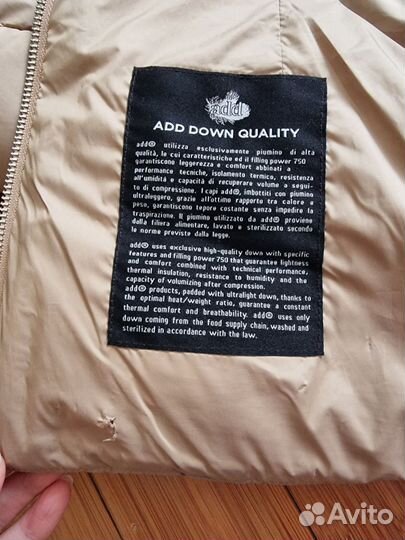 add
ADD DOWN QUALITY
add® utilizza esclusivamente piumino di alta
qualità, le cui caratteristiche ed il filling power 750
garantiscono leggerezza e comfort abbinati a
performance tecniche, isolamento termico, resistenza
all'umidità e capacità di recuperare volume a segui-
to di compressione. I capi add®, imbottiti con piumino
ultraleggero, grazie all'ottimo rapporto tra calore e
peso, garantiscono tepore costante senza impedire la
traspirazione. Il piumino utilizzato da add® proviene
dalla filiera alimentare, lavato e sterilizzato secondo
le norme previste dalla legge.
add® uses exclusive high-quality down with specific
features and filling power 750 that guarantee lightness
and comfort combined with technical performance,
thermal insulation, resistance to humidity and the
capacity of volumizing after compression.
add® products, padded with ultralight down, thanks to
the optimal heat/weight ratio, guarantee a constant
thermal comfort and breathability. add® uses only
down coming from the food supply chain, washed and
sterilized in accordance with the law.
Avito